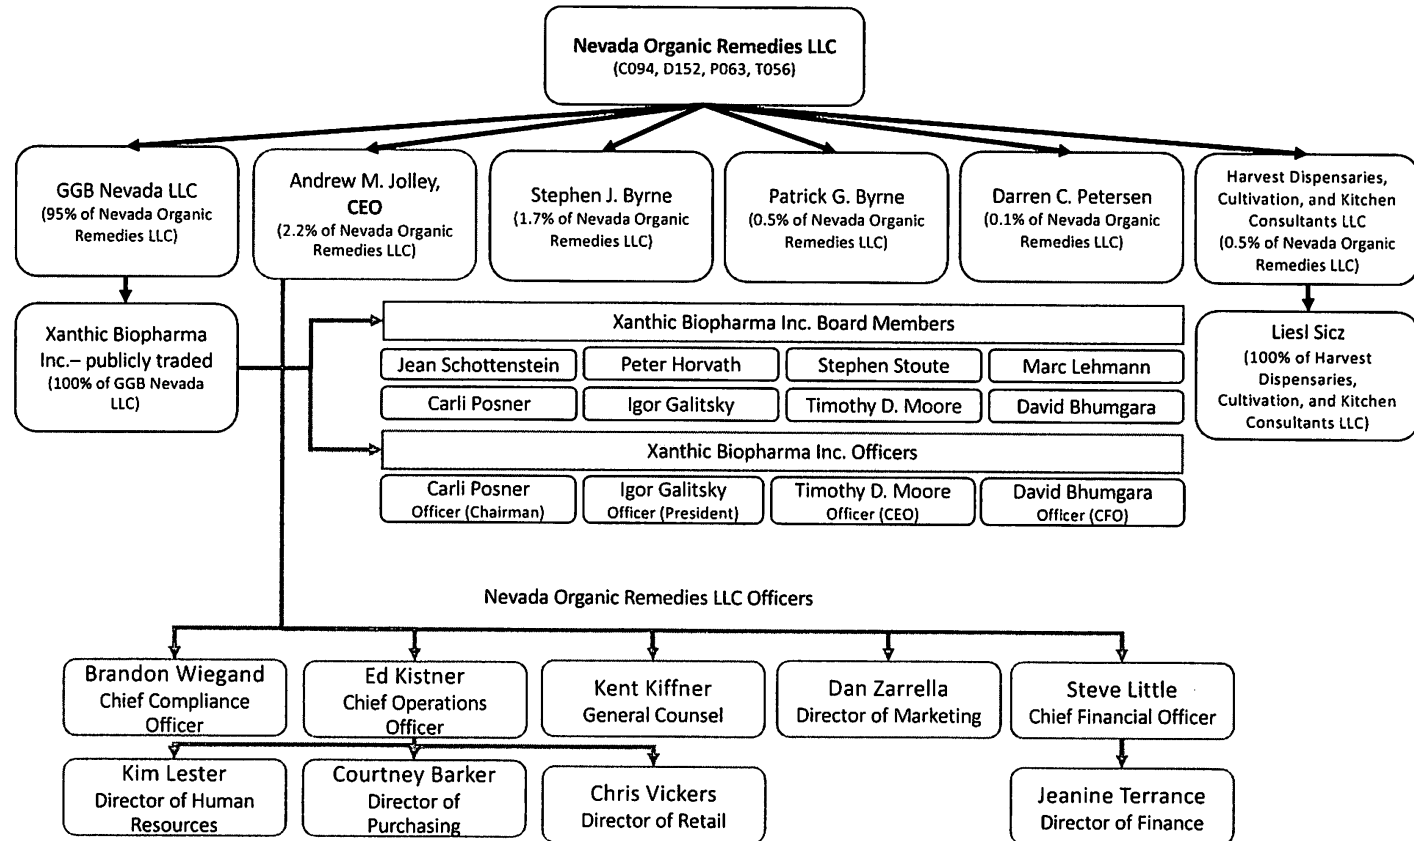 Nevada Organic Remedies LLC
(C094, D152, P063, T056)
GGB Nevada LLC
(95% of Nevada Organic
Remedies LLC)
Andrew M. Jolley,
CEO
(2.2% of Nevada Organic
Remedies LLC)
Stephen J. Byrne
(1.7% of Nevada Organic
Remedies LLC)
Patrick G. Byrne
(0.5% of Nevada Organic
Remedies LLC)
Darren C. Petersen
(0.1% of Nevada Organic
Remedies LLC)
Harvest Dispensaries,
Cultivation, and Kitchen
Consultants LLC
(0.5% of Nevada Organic
Remedies LLC)
Xanthic Biopharma
Inc.– publicly traded
(100% of GGB Nevada
LLC)
Xanthic Biopharma Inc. Board Members
Jean Schottenstein
Peter Horvath
Stephen Stoute
Marc Lehmann
Carli Posner
Igor Galitsky
Timothy D. Moore
David Bhumgara
Liesl Sicz
(100% of Harvest
Dispensaries,
Cultivation, and Kitchen
Consultants LLC)
Xanthic Biopharma Inc. Officers
Carli Posner
Officer (Chairman)
Igor Galitsky
Officer (President)
Timothy D. Moore
Officer (CEO)
David Bhumgara
Officer (CFO)
Nevada Organic Remedies LLC Officers
Brandon Wiegand
Chief Compliance
Officer
Ed Kistner
Chief Operations
Officer
Kent Kiffner
General Counsel
Dan Zarrella
Director of Marketing
Steve Little
Chief Financial Officer
Kim Lester
Director of Human
Resources
Courtney Barker
Director of
Purchasing
Chris Vickers
Director of Retail
Jeanine Terrance
Director of Finance